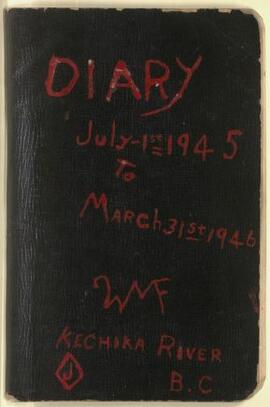 DIARY
July-1st 1945
To
MARCH 31st 1946
WMF
KECHIKA RIVER
J
B.C